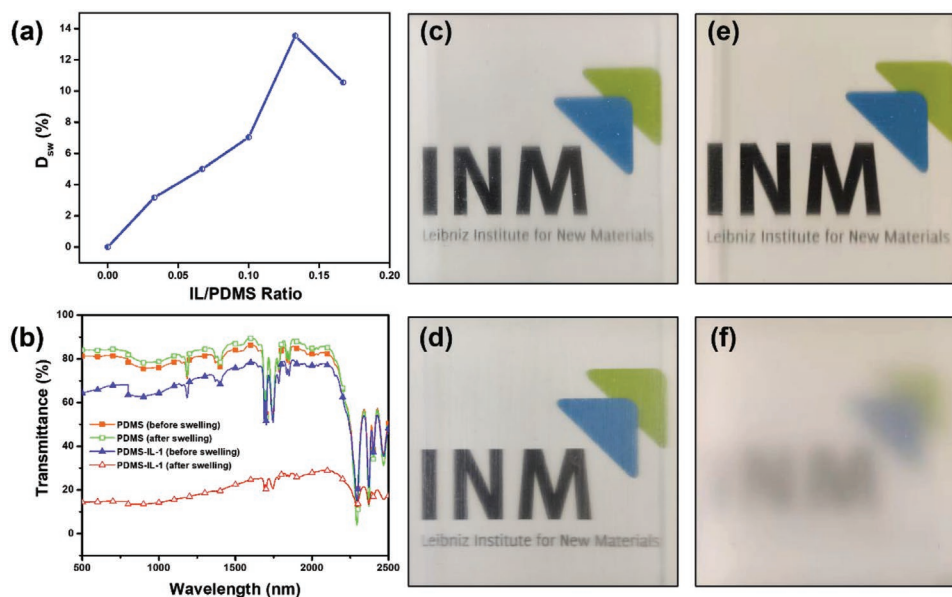 (a)
14
12
10
8
6
4
2
0
D_sw (%)
0.00 0.05 0.10 0.15 0.20
IL/PDMS Ratio
(b)
100
80
60
40
20
0
Transmittance (%)
PDMS (before swelling)
PDMS (after swelling)
PDMS-IL-1 (before swelling)
PDMS-IL-1 (after swelling)
500 1000 1500 2000 2500
Wavelength (nm)
(c)
INM
Leibniz Institute for New Materials
(e)
INM
Leibniz Institute for New Materials
(d)
INM
Leibniz Institute for New Materials
(f)